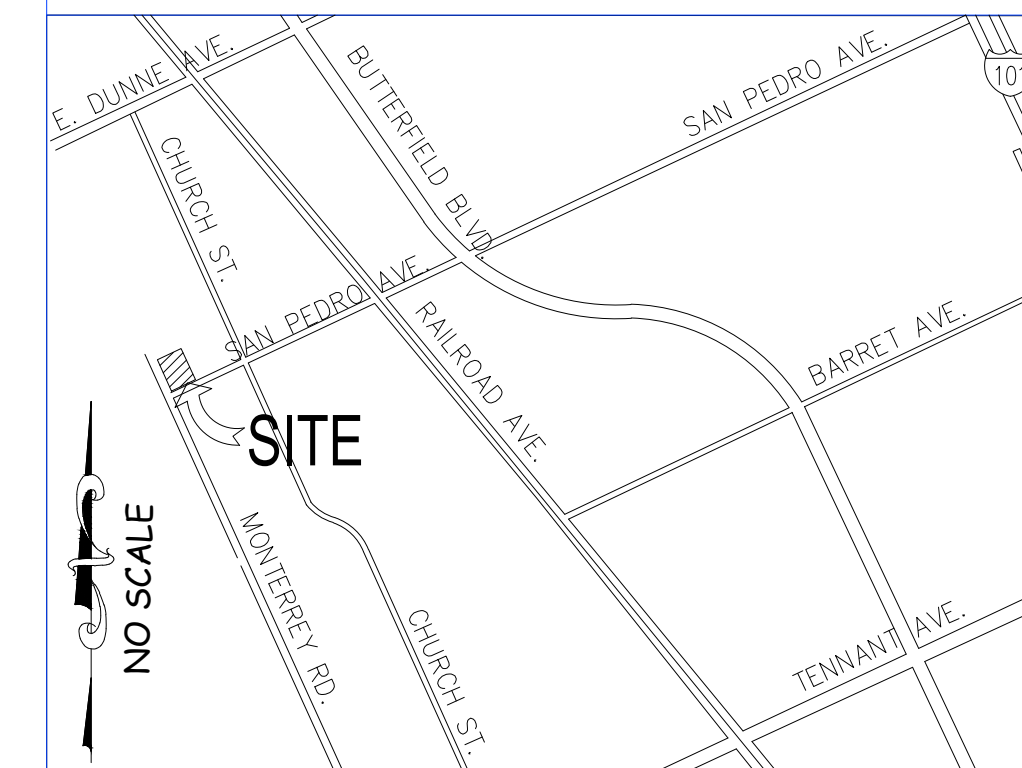 E. DUNNE AVE.
BUTTERFIELD BLVD.
SAN PEDRO AVE.
101
CHURCH ST.
SAN PEDRO AVE.
RAILROAD AVE.
BARRET AVE.
SITE
NO SCALE
MONTERREY RD.
CHURCH ST.
TENNANT AVE.